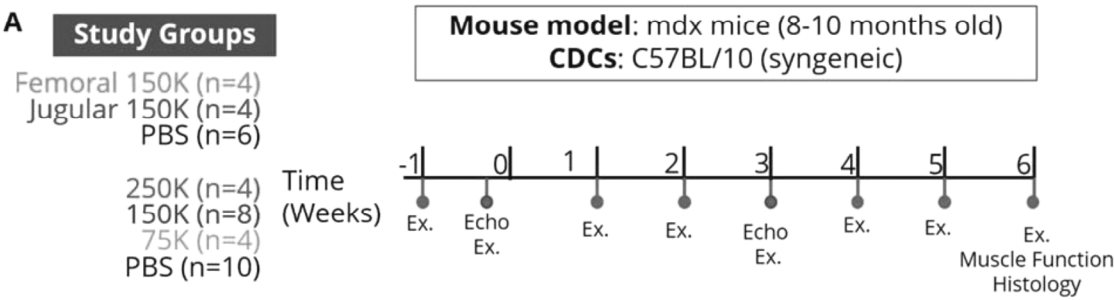 A
Study Groups
Femoral 150K (n=4)
Jugular 150K (n=4)
PBS (n=6)
250K (n=4)
150K (n=8)
75K (n=4)
PBS (n=10)
Mouse model: mdx mice (8-10 months old)
CDCs: C57BL/10 (syngeneic)
Time
(Weeks)
-1 0 1 2 3 4 5 6
Ex. Echo Ex. Ex. Echo Ex. Ex. Ex.
Ex. Ex. Muscle Function
Histology